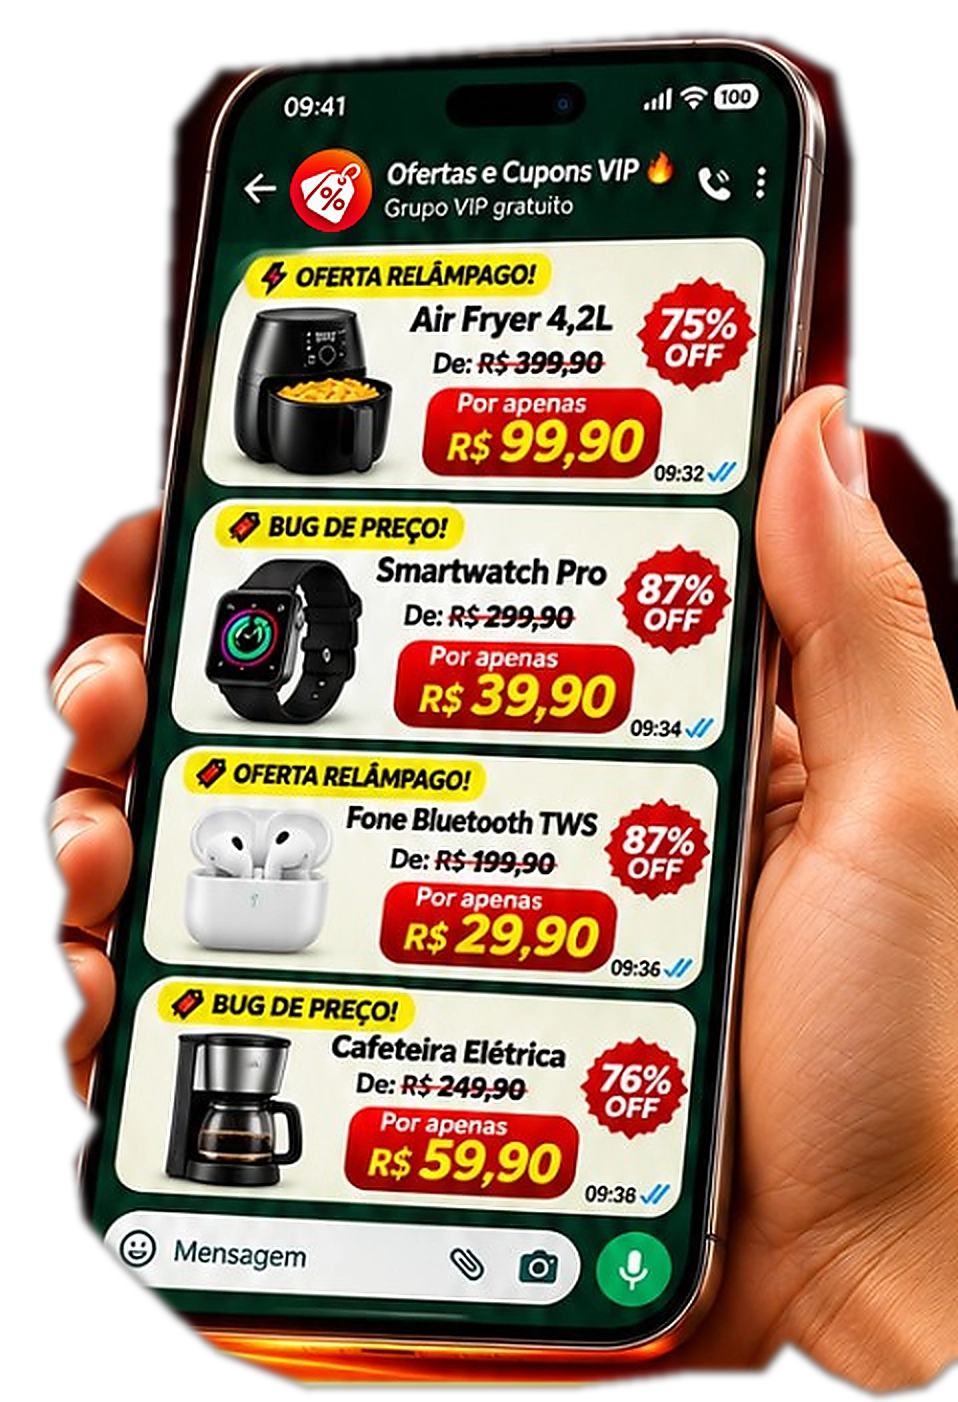 09:41
100
Ofertas e Cupons VIP 🔥
Grupo VIP gratuito
OFERTA RELÂMPAGO!
Air Fryer 4,2L
De: R$ 399,90
Por apenas
R$ 99,90
75%
OFF
09:32
BUG DE PREÇO!
Smartwatch Pro
De: R$ 299,90
Por apenas
R$ 39,90
87%
OFF
09:34
OFERTA RELÂMPAGO!
Fone Bluetooth TWS
De: R$ 199,90
Por apenas
R$ 29,90
87%
OFF
09:36
BUG DE PREÇO!
Cafeteira Elétrica
De: R$ 249,90
Por apenas
R$ 59,90
76%
OFF
09:38
Mensagem